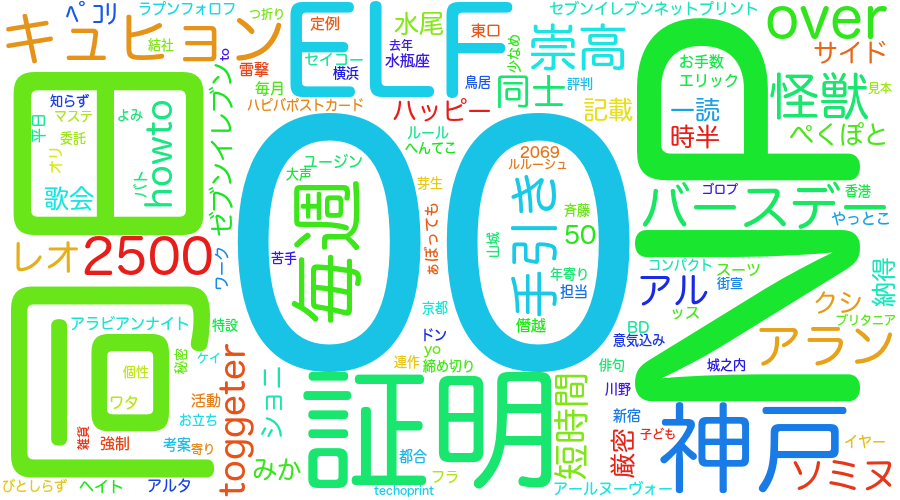 キュヒョン
ペコリ
ラブンフォロフ
つ折り
結社
to
ELF
定例
セイコー
横浜
雷撃
毎月
ハピバポストカード
水尾
去年
水瓶座
東口
鳥居
少なめ
セブンイレブンネットプリント
崇高
評判
同士
記載
ハッピー
over
サイド
お手数
エリック
一読
時半
怪獣
見本
ぺくぽと
日
知らず
マステ
平日
委託
オリ
歌会
よみ
howto
バト
ゼブンイレブン
レオ
2500
ワーク
00
ユージン
大声
毎週
苦手
ルール
へんてこ
芽生
ぁぼっても
京都
ドン
yo
締め切り
連作
2069
ルルーシュ
手引き
斉藤
50
山城
年寄り
担当
僭越
AZ
バースデー
ゴロプ
香港
やっとこ
コンパクト
スーツ
街宣
アル
ッス
納得
クシ
ブリタニア
アラン
BD
意気込み
城之内
俳句
川野
回
アラビアンナイト
特設
個性
ワタ
秘密
ケイ
活動
お立ち
雑貨
強制
考案
寄り
びとしらず
ヘイト
アルタ
toggeter
ショニ
みか
証明
都合
フラ
techoprint
短時間
新宿
厳密
子ども
アールヌーヴォー
神戸
イヤー
ソミヌ